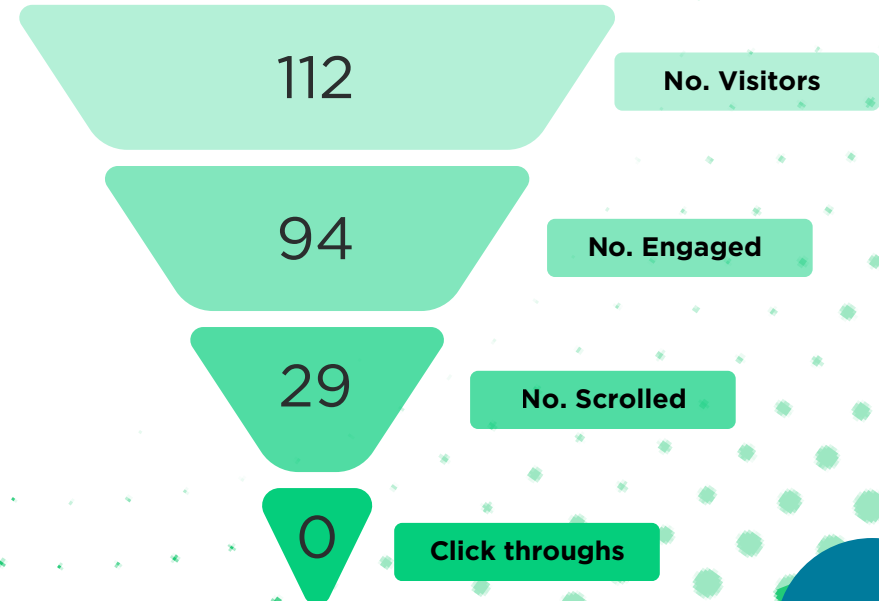 112
No. Visitors
94
No. Engaged
29
No. Scrolled
0
Click throughs